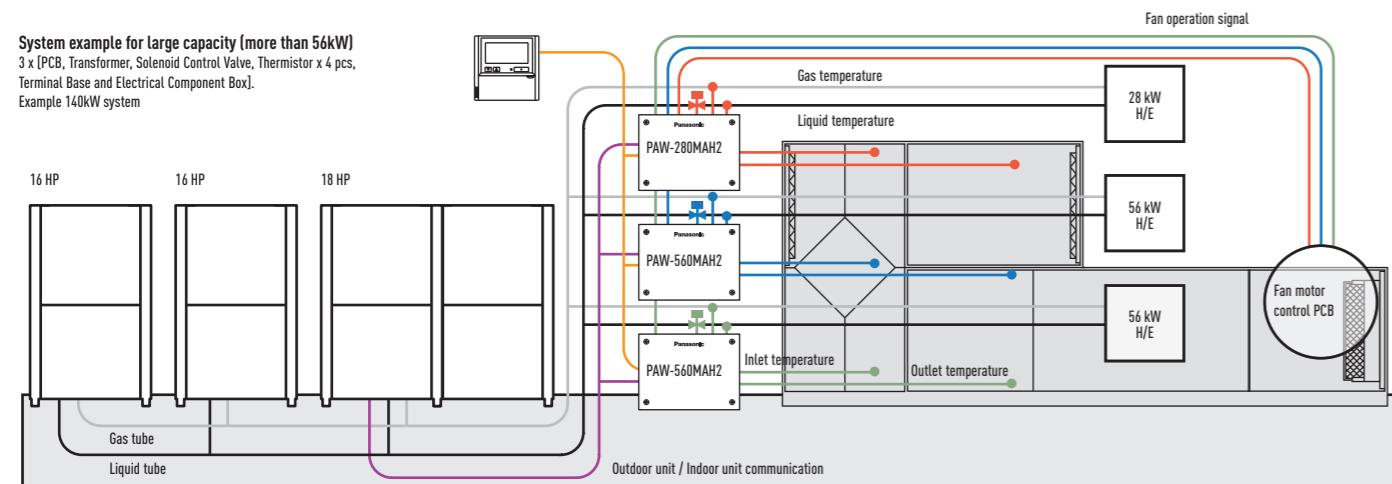 System example for large capacity (more than 56kW)
3 x [PCB, Transformer, Solenoid Control Valve, Thermistor x 4 pcs,
Terminal Base and Electrical Component Box].
Example 140kW system
Fan operation signal
Gas temperature
28 kW
H/E
Panasonic
PAW-280MAH2
Liquid temperature
16 HP
16 HP
18 HP
56 kW
H/E
Panasonic
PAW-560MAH2
Fan motor
control PCB
56 kW
H/E
Panasonic
PAW-560MAH2
Inlet temperature
Outlet temperature
Gas tube
Liquid tube
Outdoor unit / Indoor unit communication